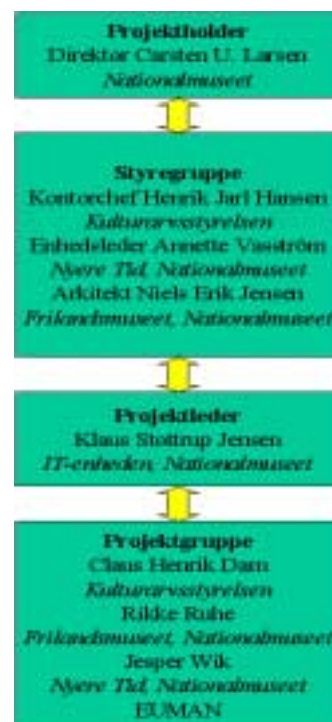 Projektholder
Direktør Carsten U. Larsen
Nationalmuseet
Styregruppe
Kontorchef Henrik Jarl Hansen
Kulturarvsstyrelsen
Enhedsleder Annette Vasström
Nyere Tid, Nationalmuseet
Arkitekt Niels Erik Jensen
Frilandsmuseet, Nationalmuseet
Projektleder
Klaus Støttrup Jensen
IT-enheden, Nationalmuseet
Projektgruppe
Claus Henrik Dam
Kulturarvsstyrelsen
Rikke Ruhe
Frilandsmuseet, Nationalmuseet
Jesper Wik
Nyere Tid, Nationalmuseet
EUMAN